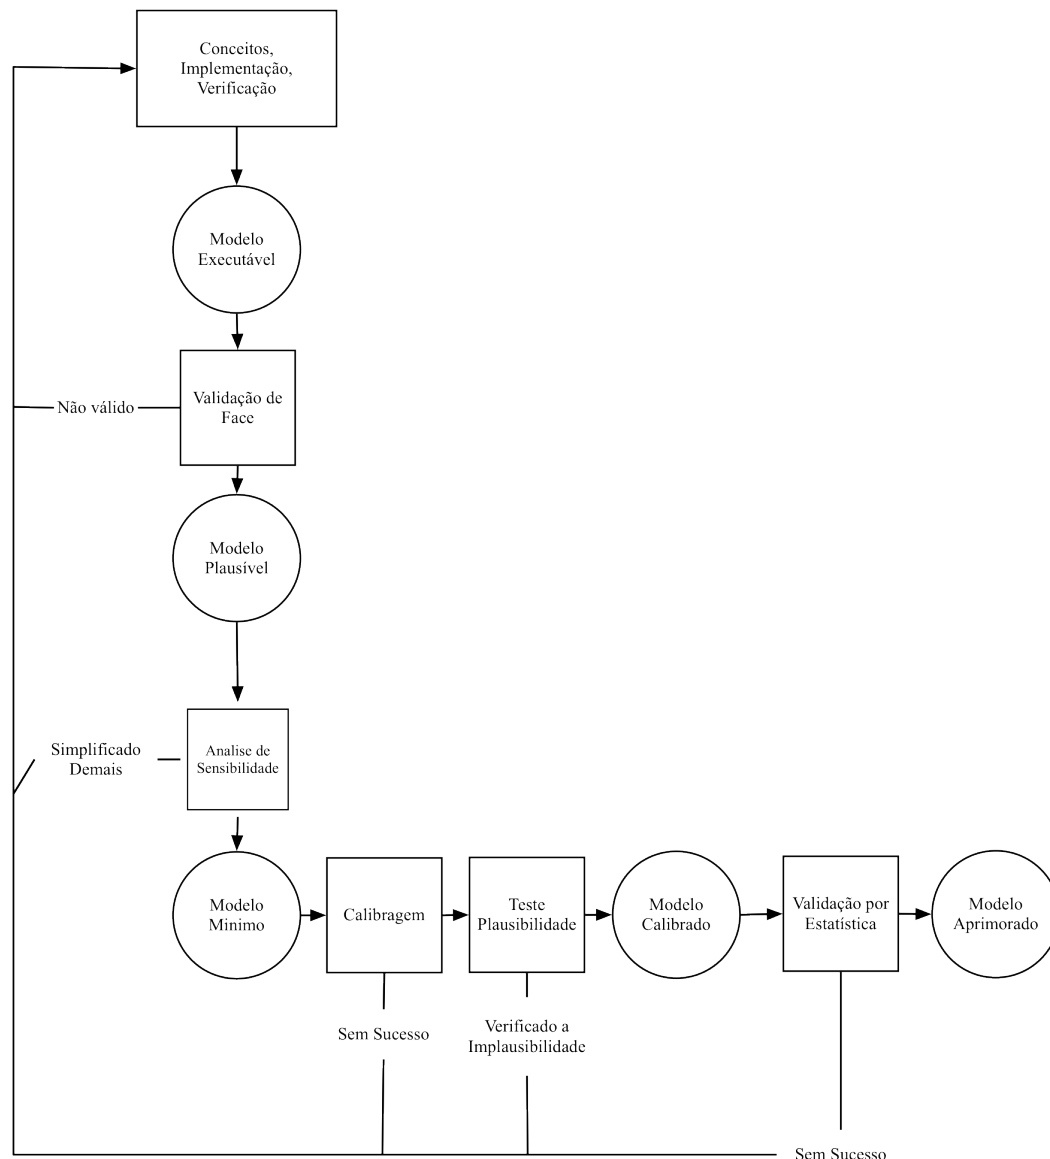 Conceitos,
Implementação,
Verificação
Modelo
Executável
Validação de
Face
Não válido
Modelo
Plausível
Simplificado
Demais
Analise de
Sensibilidade
Modelo
Minimo
Calibragem
Teste
Plausibilidade
Modelo
Calibrado
Validação por
Estatística
Modelo
Aprimorado
Sem Sucesso
Verificado a
Implausibilidade
Sem Sucesso